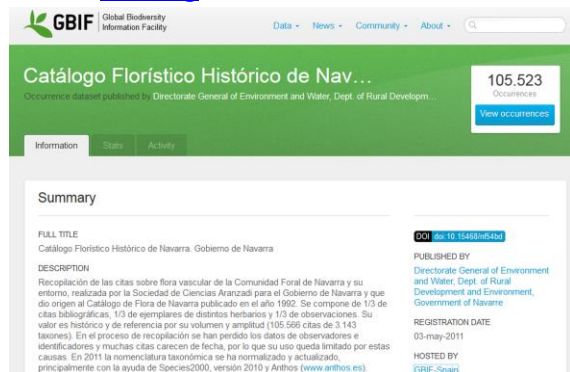 GBIF
Global Biodiversity
Information Facility
Data
News
Community
About
Catálogo Florístico Histórico de Nav...
Occurrence dataset published by Directorate General of Environment and Water, Dept. of Rural Developm...
105.523
Occurrences
View occurrences
Information
Stats
Activity
Summary
FULL TITLE
Catálogo Florístico Histórico de Navarra. Gobierno de Navarra
DESCRIPTION
Recopilación de las citas sobre flora vascular de la Comunidad Foral de Navarra y su
entorno, realizada por la Sociedad de Ciencias Aranzadi para el Gobierno de Navarra y que
dio origen al Catálogo de Flora de Navarra publicado en el año 1992. Se compone de 1/3 de
citas bibliográficas, 1/3 de ejemplares de distintos herbarios y 1/3 de observaciones. Su
valor es histórico y de referencia por su volumen y amplitud (105.566 citas de 3.143
taxones). En el proceso de recopilación se han perdido los datos de observadores e
identificadores y muchas citas carecen de fecha, por lo que su uso queda limitado por estas
causas. En 2011 la nomenclatura taxonómica se ha normalizado y actualizado,
principalmente con la ayuda de Species2000, versión 2010 y Anthos (www.anthos.es).
DOI doi:10.15468/nf54bd
PUBLISHED BY
Directorate General of Environment
and Water, Dept. of Rural
Development and Environment,
Government of Navarre
REGISTRATION DATE
03-may-2011
HOSTED BY
GBIF-Spain